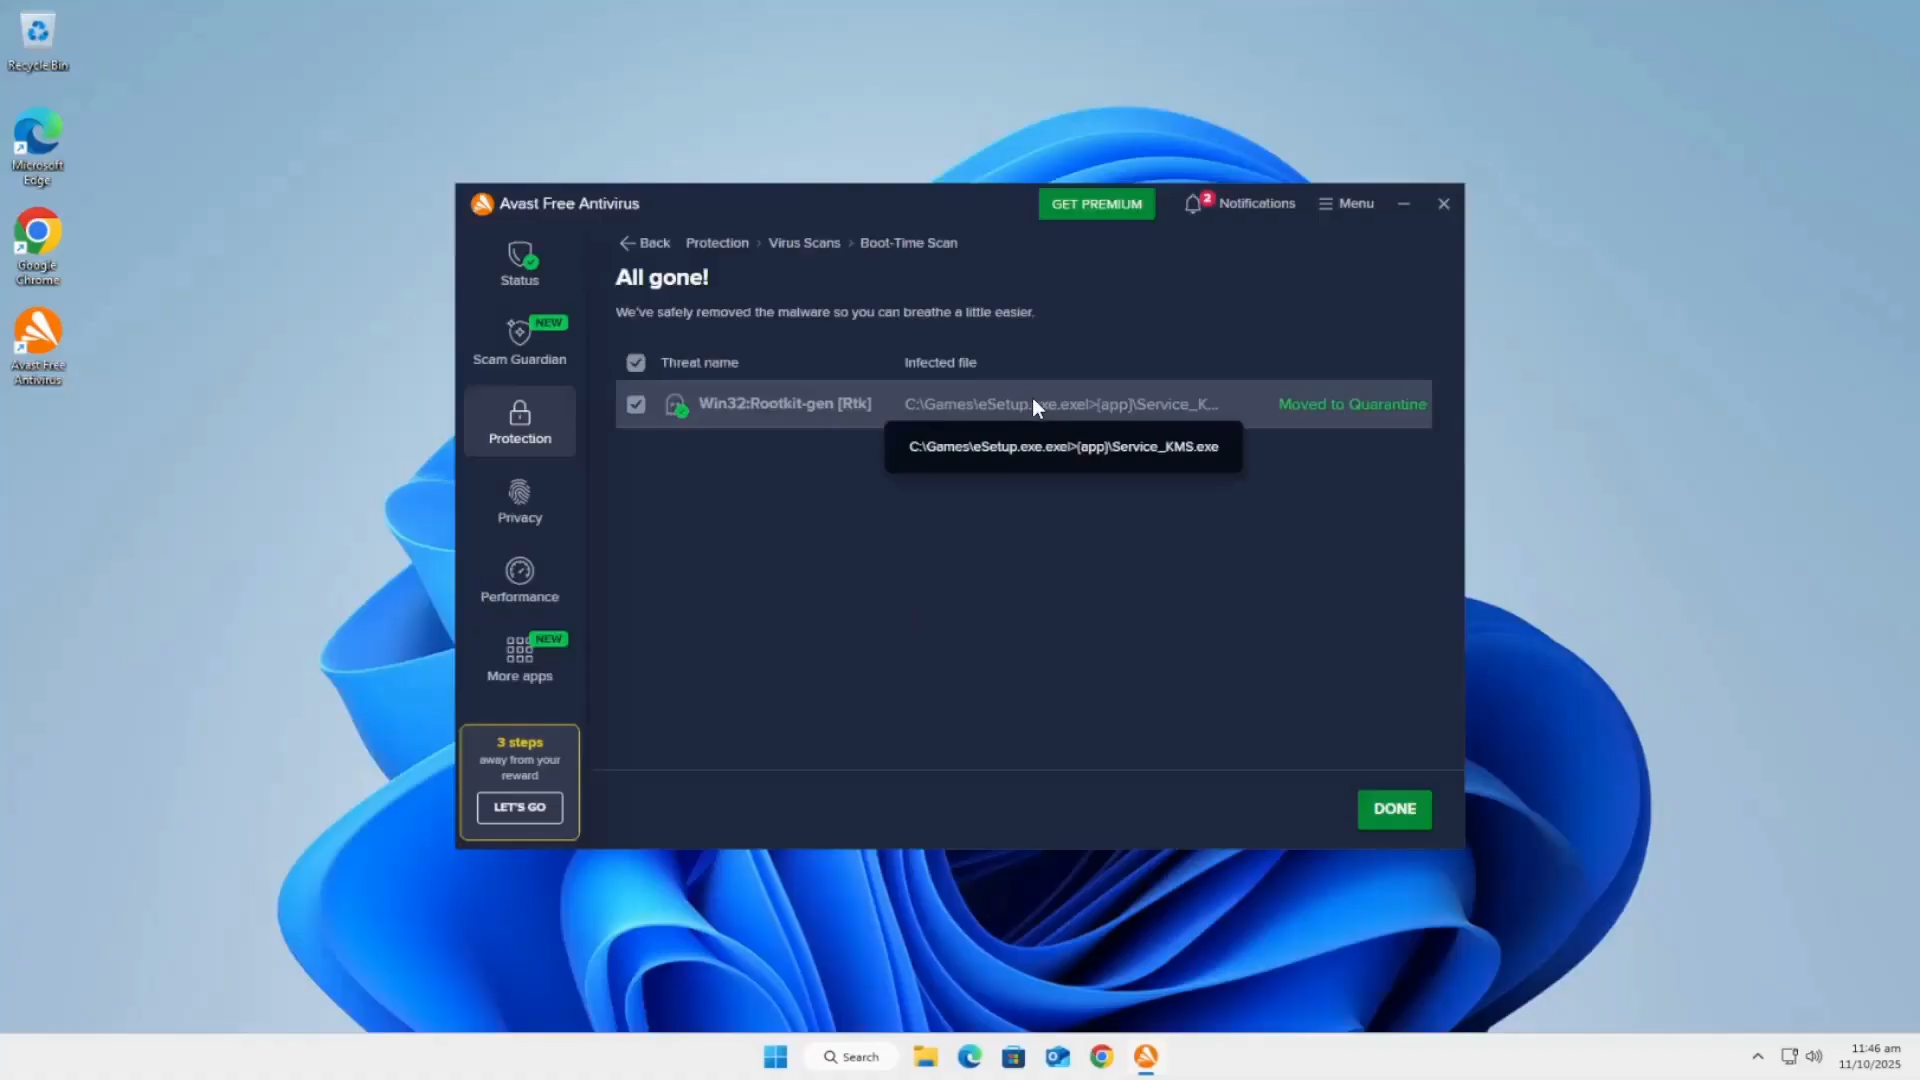 Recycle Bin
Microsoft
Edge
Google
Chrome
Avast Free
Antivirus
Avast Free Antivirus
GET PREMIUM
2
Notifications
Menu
Status
NEW
Scam Guardian
Protection
Privacy
Performance
NEW
More apps
3 steps
away from your
reward
LET'S GO
Back Protection › Virus Scans › Boot-Time Scan
All gone!
We've safely removed the malware so you can breathe a little easier.
Threat name Infected file
Win32:Rootkit-gen [Rtk] C:\Games\eSetup.exe.exe|>{app}\Service_K... Moved to Quarantine
C:\Games\eSetup.exe.exe|>{app}\Service_KMS.exe
DONE
Search
11:46 am
11/10/2025